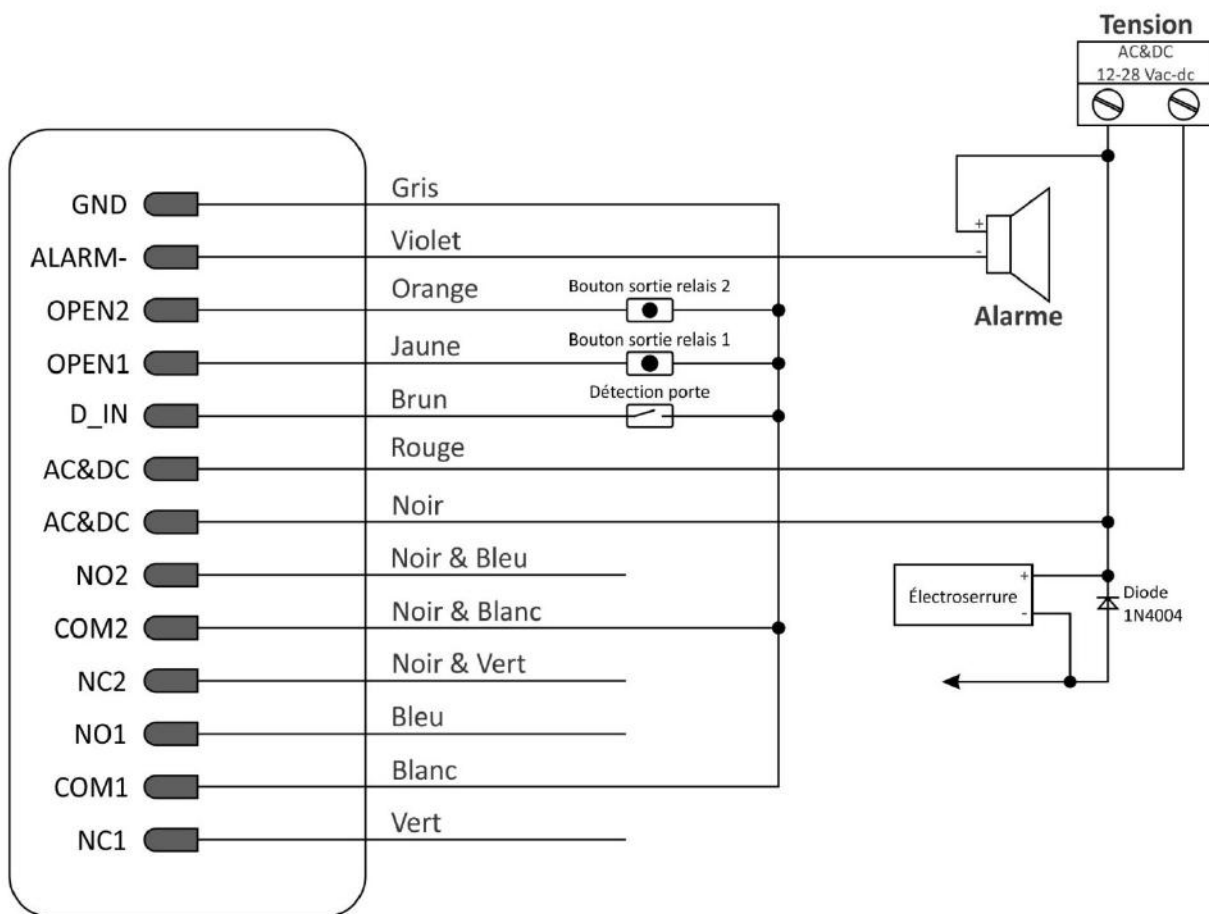 Tension
AC&DC
12-28 Vac-dc
GND
Gris
ALARM-
Violet
+
-
Alarme
OPEN2
Orange
Bouton sortie relais 2
OPEN1
Jaune
Bouton sortie relais 1
D_IN
Brun
Détection porte
AC&DC
Rouge
AC&DC
Noir
NO2
Noir & Bleu
Électroserrure
+
-
Diode
1N4004
COM2
Noir & Blanc
NC2
Noir & Vert
NO1
Bleu
COM1
Blanc
NC1
Vert